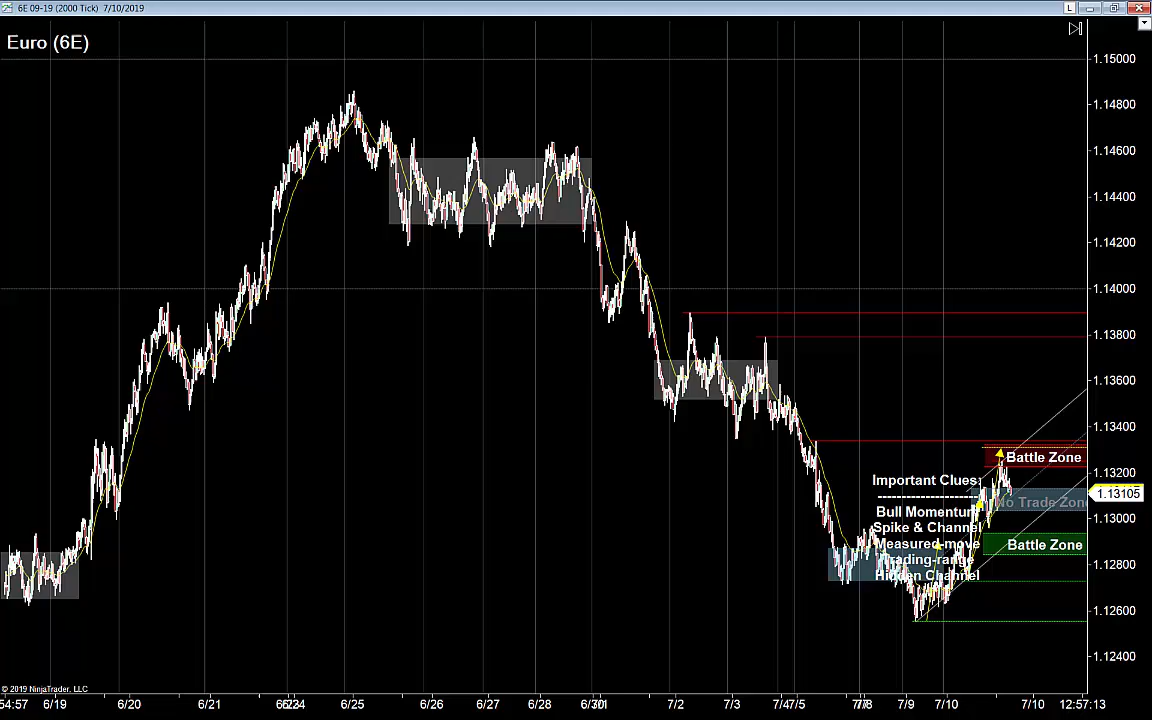 6E 09-19 (2000 Tick) 7/10/2019
L
Euro (6E)
1.15000
1.14800
1.14600
1.14400
1.14200
1.14000
1.13800
1.13600
1.13400
1.13200
1.13105
1.13000
1.12800
1.12600
1.12400
Battle Zone
Important Clues:
No Trade Zone
Bull Momentum
Spike & Channel
Measured-move
Trading-range
Hidden Channel
Battle Zone
© 2019 NinjaTrader, LLC
54:57 6/19 6/20 6/21 6/25 6/26 6/27 6/28 7/2 7/3 7/9 7/10 7/10 12:57:13